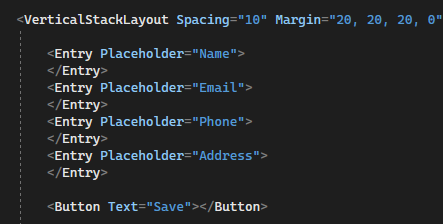 <VerticalStackLayout Spacing="10" Margin="20, 20, 20, 0"
<Entry Placeholder="Name">
</Entry>
<Entry Placeholder="Email">
</Entry>
<Entry Placeholder="Phone">
</Entry>
<Entry Placeholder="Address">
</Entry>
<Button Text="Save"></Button>